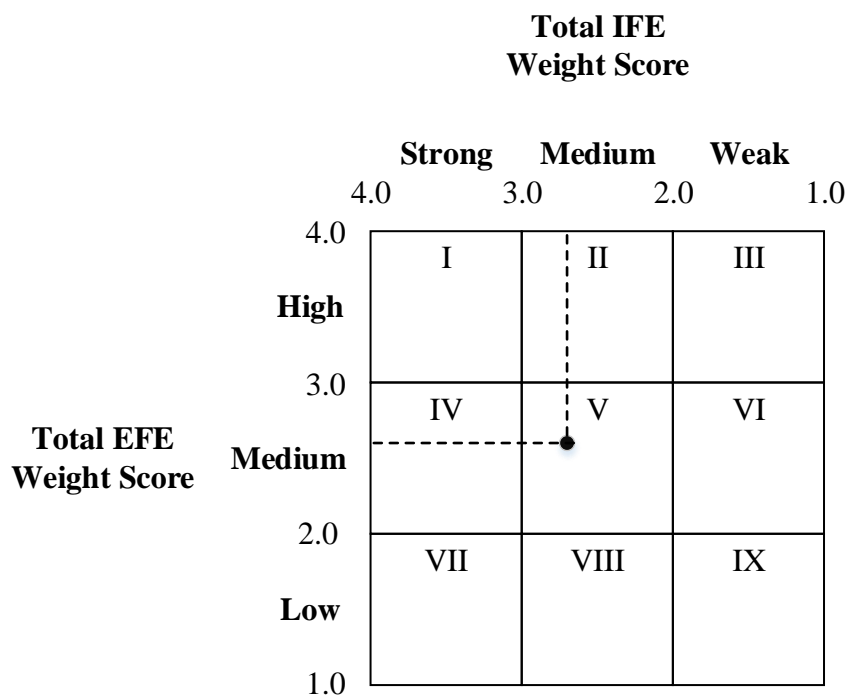 Total IFE
Weight Score
Strong Medium Weak
4.0 3.0 2.0 1.0
4.0
I II III
High
3.0
IV V VI
Total EFE
Weight Score
Medium
2.0
VII VIII IX
Low
1.0